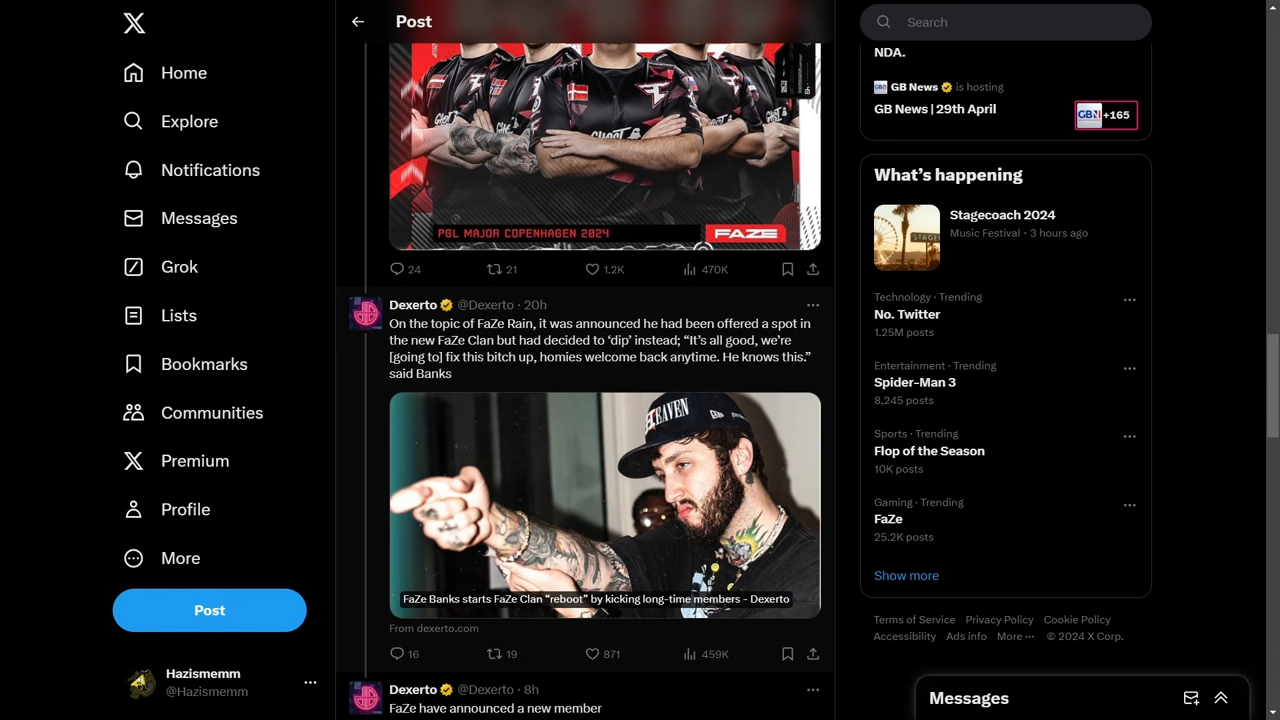 Home
Explore
Notifications
Messages
Grok
Lists
Bookmarks
Communities
Premium
Profile
More
Post
Hazismemm
@Hazismemm
Post
PGL MAJOR COPENHAGEN 2024
FAZE
24
21
1.2K
470K
Dexerto @Dexerto · 20h
On the topic of FaZe Rain, it was announced he had been offered a spot in
the new FaZe Clan but had decided to ‘dip’ instead; “It’s all good, we’re
[going to] fix this bitch up, homies welcome back anytime. He knows this.”
said Banks
FaZe Banks starts FaZe Clan “reboot” by kicking long-time members - Dexerto
From dexerto.com
16
19
871
459K
Dexerto @Dexerto · 8h
FaZe have announced a new member
Search
NDA.
GB News is hosting
GB News | 29th April
GBN
+165
What’s happening
Stagecoach 2024
Music Festival · 3 hours ago
Technology · Trending
No. Twitter
1.25M posts
Entertainment · Trending
Spider-Man 3
8,245 posts
Sports · Trending
Flop of the Season
10K posts
Gaming · Trending
FaZe
25.2K posts
Show more
Terms of Service Privacy Policy Cookie Policy
Accessibility Ads info More ··· © 2024 X Corp.
Messages